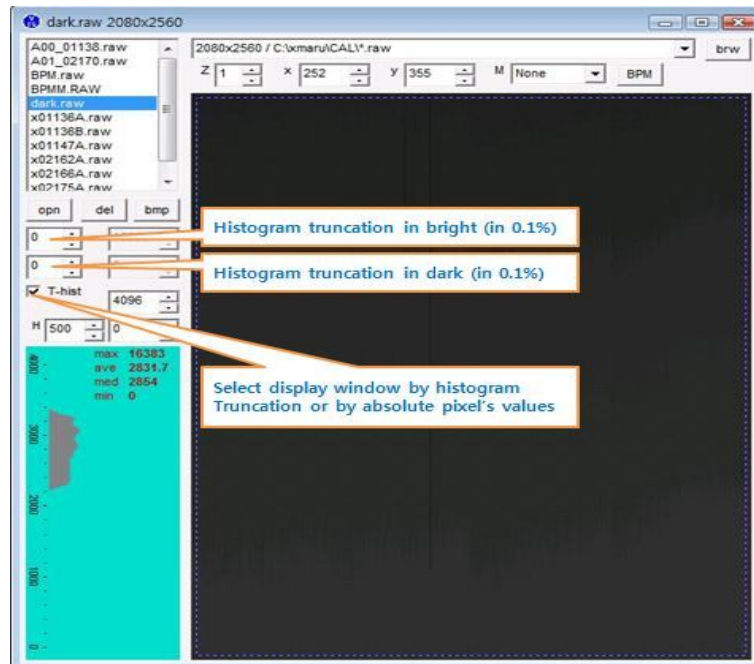 dark.raw 2080x2560
A00_01138.raw
A01_02170.raw
BPM.raw
BPMM.RAW
dark.raw
x01136A.raw
x01136B.raw
x01147A.raw
x02162A.raw
x02166A.raw
x02175A.raw
2080x2560 / C:\xmaru\CAL\*.raw
brw
Z 1 x 252 y 355 M None BPM
opn del bmp
0
Histogram truncation in bright (in 0.1%)
0
Histogram truncation in dark (in 0.1%)
T-hist
4096
H 500 0
max 16383
ave 2831.7
med 2854
min 0
4000
3000
2000
1000
0
Select display window by histogram
Truncation or by absolute pixel's values